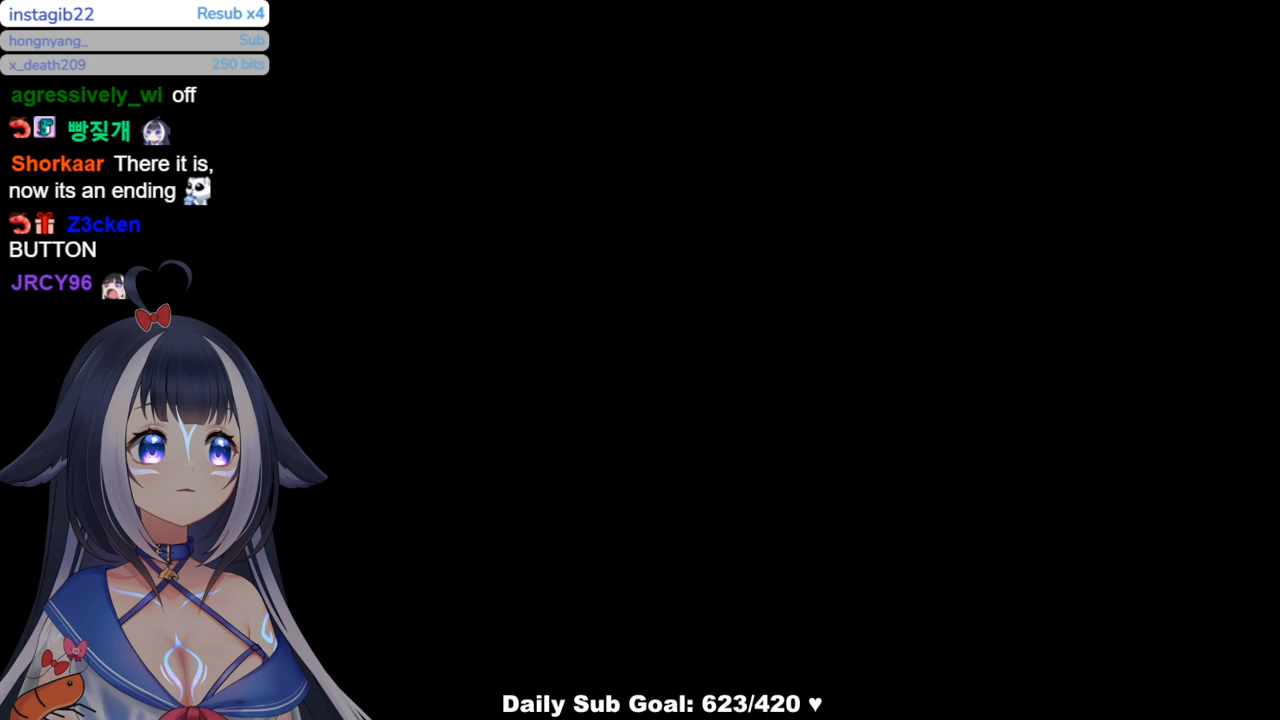 instagib22 Resub x4
hongnyang_ Sub
x_death209 250 bits
agressively_wi off
빵짖개
Shorkaar There it is,
now its an ending
Z3cken
BUTTON
JRCY96
Daily Sub Goal: 623/420 ♥